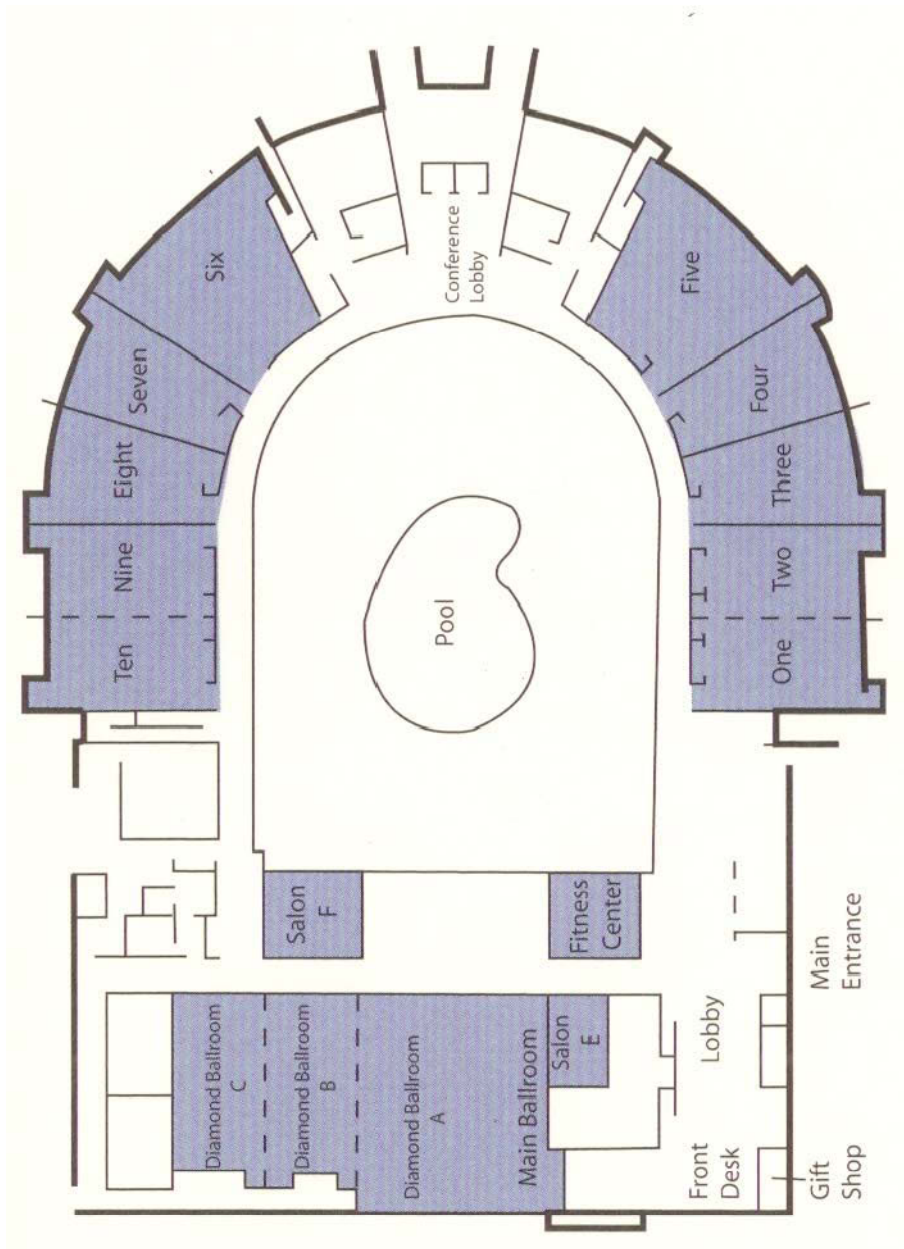 Diamond Ballroom
C
Diamond Ballroom
B
Diamond Ballroom
A
Main Ballroom
Salon
E
Salon
F
Fitness
Center
Front
Desk
Lobby
Gift
Shop
Main
Entrance
Pool
Ten
Nine
Eight
Seven
Six
Conference
Lobby
Five
Four
Three
Two
One